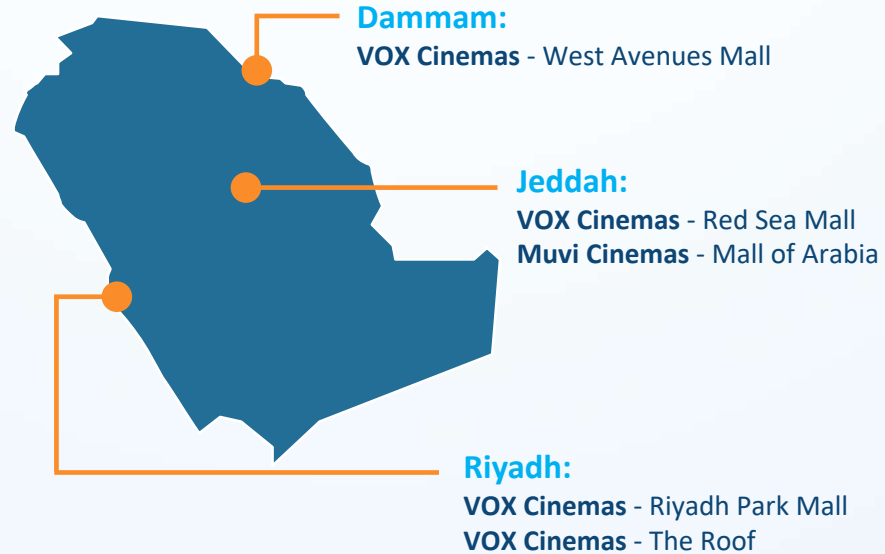 Dammam:
VOX Cinemas - West Avenues Mall
Jeddah:
VOX Cinemas - Red Sea Mall
Muvi Cinemas - Mall of Arabia
Riyadh:
VOX Cinemas - Riyadh Park Mall
VOX Cinemas - The Roof